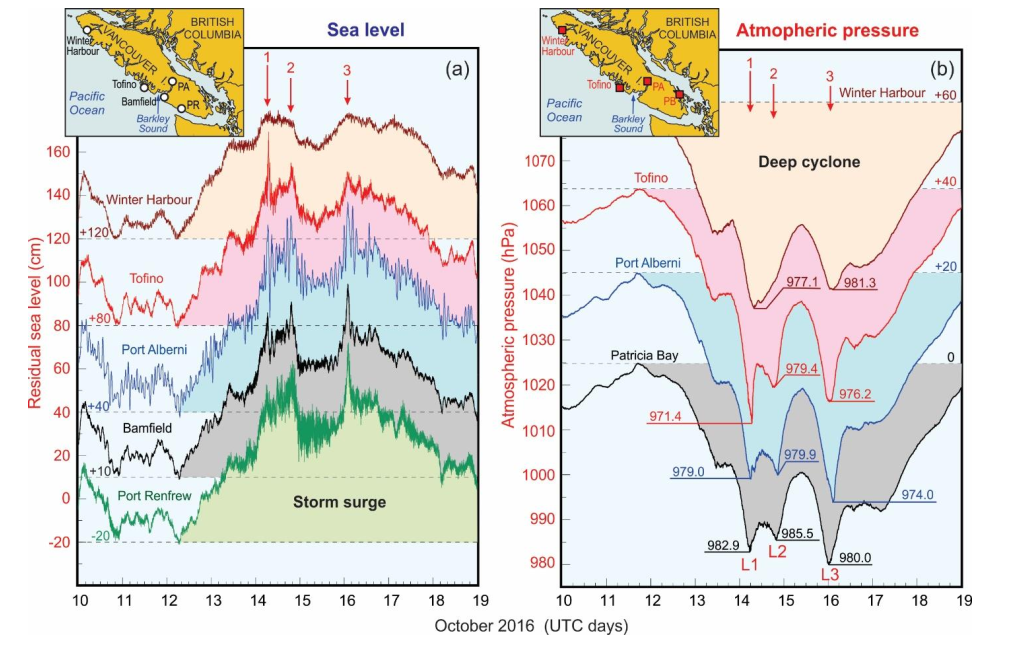 Sea level
(a)
BRITISH
COLUMBIA
VANCOUVER
Winter
Harbour
Tofino
Bamfield
PA
PR
Pacific
Ocean
Barkley
Sound
1
2
3
Residual sea level (cm)
160
140
120
100
80
60
40
20
0
-20
Winter Harbour
+120
Tofino
+80
Port Alberni
+40
Bamfield
+10
Port Renfrew
-20
Storm surge
10 11 12 13 14 15 16 17 18 19
Atmopheric pressure
(b)
BRITISH
COLUMBIA
VANCOUVER
Winter
Harbour
Tofino
PA
PB
Pacific
Ocean
Barkley
Sound
1
2
3
Atmospheric pressure (hPa)
1070
1060
1050
1040
1030
1020
1010
1000
990
980
Winter Harbour +60
Deep cyclone
Tofino
+40
977.1
981.3
Port Alberni
+20
979.4
976.2
971.4
Patricia Bay
0
979.0
979.9
974.0
982.9
985.5
980.0
L1
L2
L3
10 11 12 13 14 15 16 17 18 19
October 2016 (UTC days)